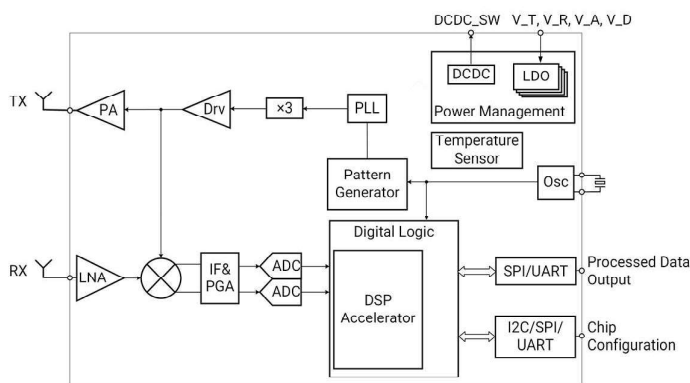 DCDC_SW V_T, V_R, V_A, V_D
DCDC
LDO
Power Management
TX
PA
Drv
×3
PLL
Temperature
Sensor
Pattern
Generator
Osc
Digital Logic
RX
LNA
IF&
PGA
ADC
ADC
DSP
Accelerator
SPI/UART
Processed Data
Output
I2C/SPI/
UART
Chip
Configuration